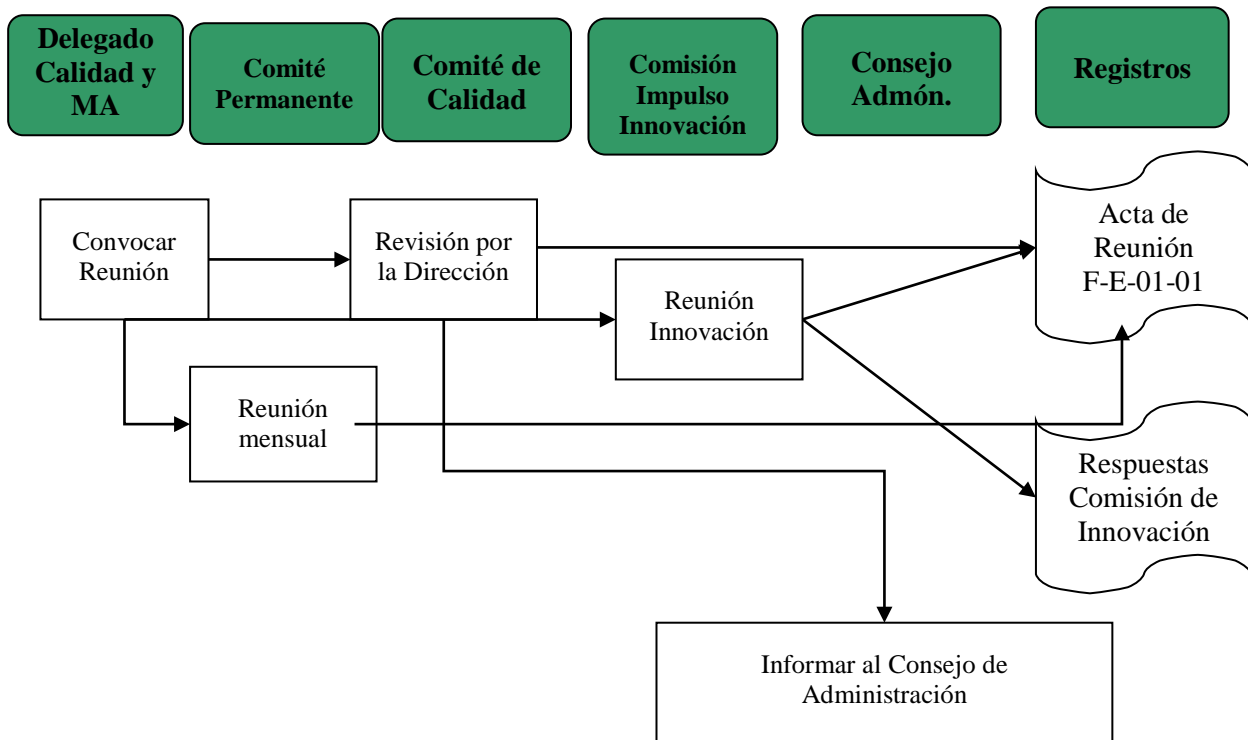 Delegado
Calidad y
MA
Comité
Permanente
Comité de
Calidad
Comisión
Impulso
Innovación
Consejo
Admón.
Registros
Convocar
Reunión
Revisión por
la Dirección
Reunión
Innovación
Acta de
Reunión
F-E-01-01
Reunión
mensual
Respuestas
Comisión de
Innovación
Informar al Consejo de
Administración